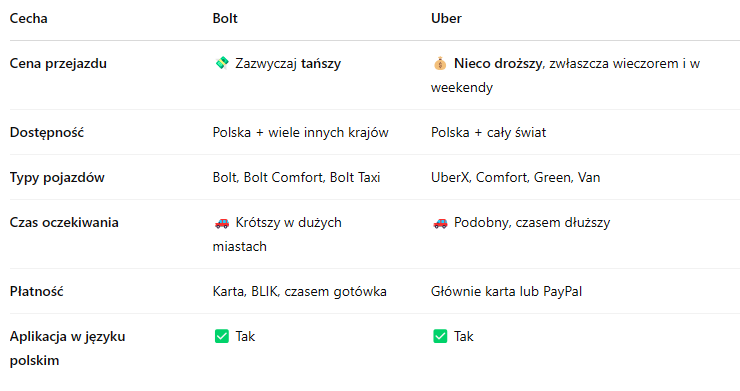 Cecha Bolt Uber
Cena przejazdu 💸 Zazwyczaj tańszy 💰 Nieco droższy, zwłaszcza wieczorem i w
weekendy
Dostępność Polska + wiele innych krajów Polska + cały świat
Typy pojazdów Bolt, Bolt Comfort, Bolt Taxi UberX, Comfort, Green, Van
Czas oczekiwania 🚗 Krótszy w dużych 🚗 Podobny, czasem dłuższy
miastach
Płatność Karta, BLIK, czasem gotówka Głównie karta lub PayPal
Aplikacja w języku ✅ Tak ✅ Tak
polskim